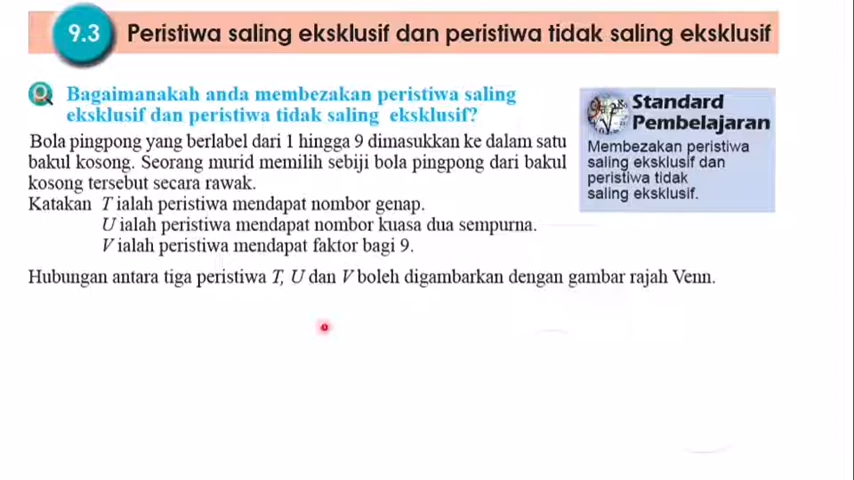 9.3 Peristiwa saling eksklusif dan peristiwa tidak saling eksklusif
Bagaimanakah anda membezakan peristiwa saling
eksklusif dan peristiwa tidak saling eksklusif?
Bola pingpong yang berlabel dari 1 hingga 9 dimasukkan ke dalam satu
bakul kosong. Seorang murid memilih sebiji bola pingpong dari bakul
kosong tersebut secara rawak.
Katakan T ialah peristiwa mendapat nombor genap.
U ialah peristiwa mendapat nombor kuasa dua sempurna.
V ialah peristiwa mendapat faktor bagi 9.
Hubungan antara tiga peristiwa T, U dan V boleh digambarkan dengan gambar rajah Venn.
Standard
Pembelajaran
Membezakan peristiwa
saling eksklusif dan
peristiwa tidak
saling eksklusif.